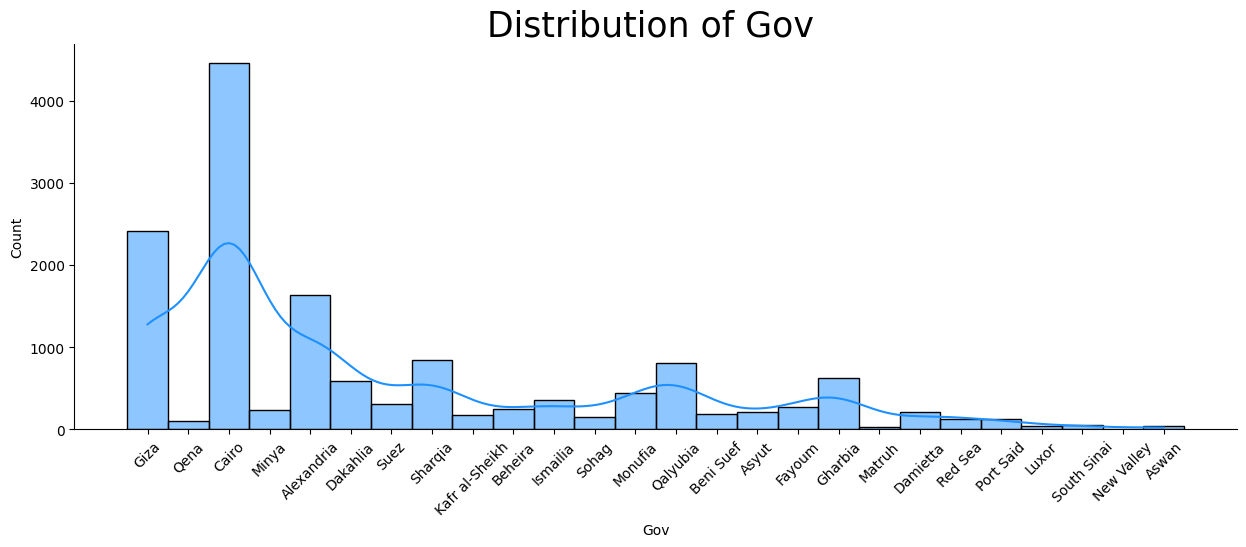 Distribution of Gov
Count
4000
3000
2000
1000
0
Giza
Qena
Cairo
Minya
Alexandria
Dakahlia
Suez
Sharqia
Kafr al-Sheikh
Beheira
Ismailia
Sohag
Monufia
Qalyubia
Beni Suef
Asyut
Fayoum
Gharbia
Matruh
Damietta
Red Sea
Port Said
Luxor
South Sinai
New Valley
Aswan
Gov